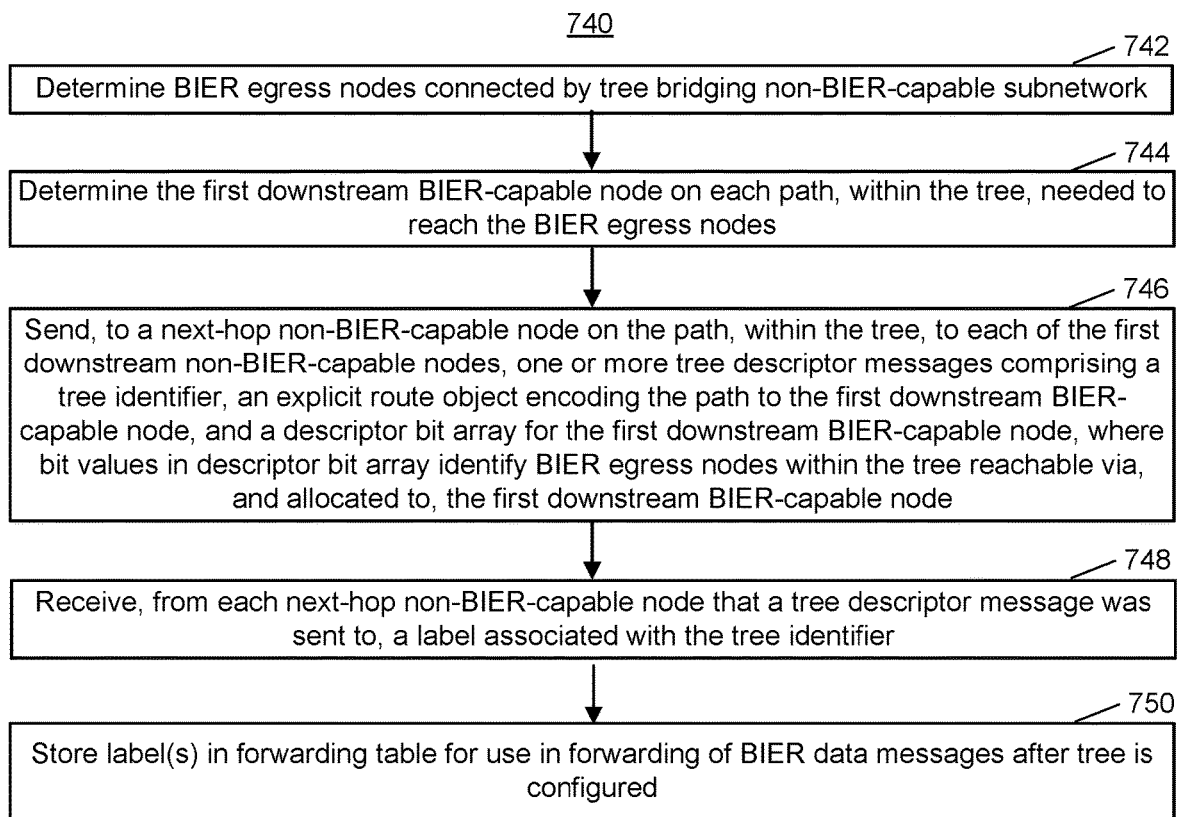 740
742
Determine BIER egress nodes connected by tree bridging non-BIER-capable subnetwork
744
Determine the first downstream BIER-capable node on each path, within the tree, needed to
reach the BIER egress nodes
746
Send, to a next-hop non-BIER-capable node on the path, within the tree, to each of the first
downstream non-BIER-capable nodes, one or more tree descriptor messages comprising a
tree identifier, an explicit route object encoding the path to the first downstream BIER-
capable node, and a descriptor bit array for the first downstream BIER-capable node, where
bit values in descriptor bit array identify BIER egress nodes within the tree reachable via,
and allocated to, the first downstream BIER-capable node
748
Receive, from each next-hop non-BIER-capable node that a tree descriptor message was
sent to, a label associated with the tree identifier
750
Store label(s) in forwarding table for use in forwarding of BIER data messages after tree is
configured